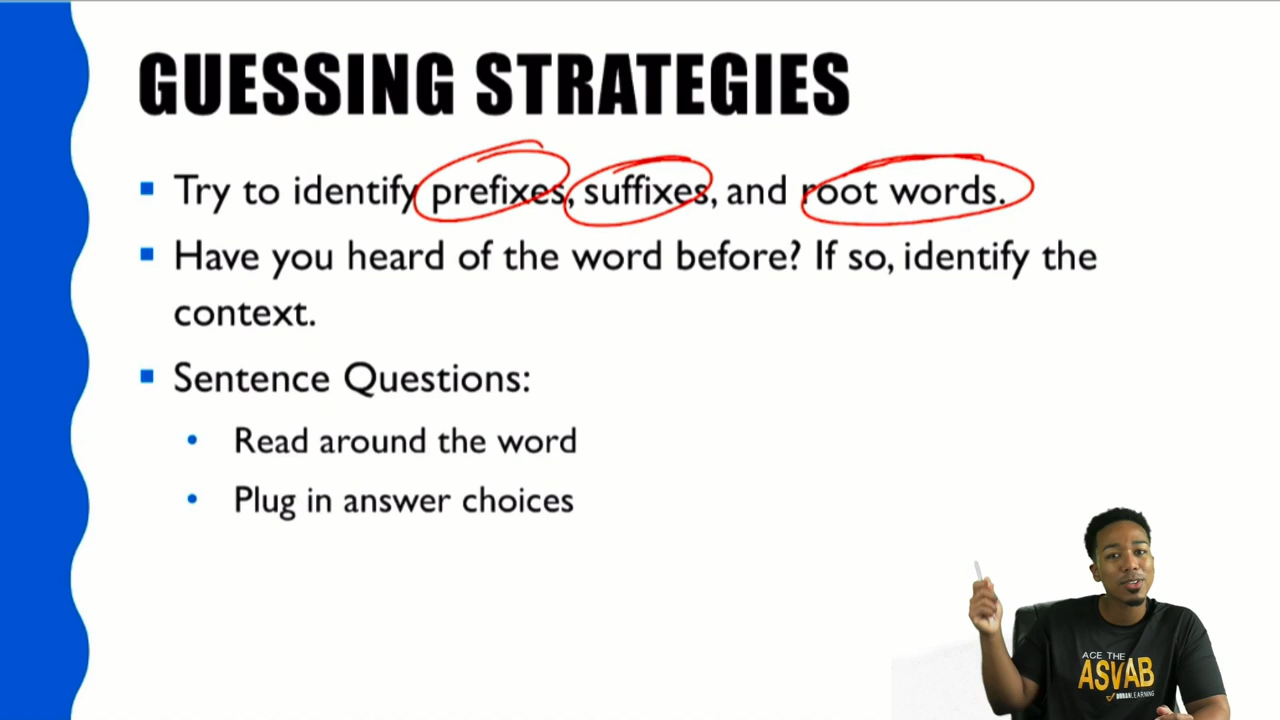 GUESSING STRATEGIES
Try to identify prefixes, suffixes, and root words.
Have you heard of the word before? If so, identify the
context.
Sentence Questions:
Read around the word
Plug in answer choices
ACE THE
ASVAB